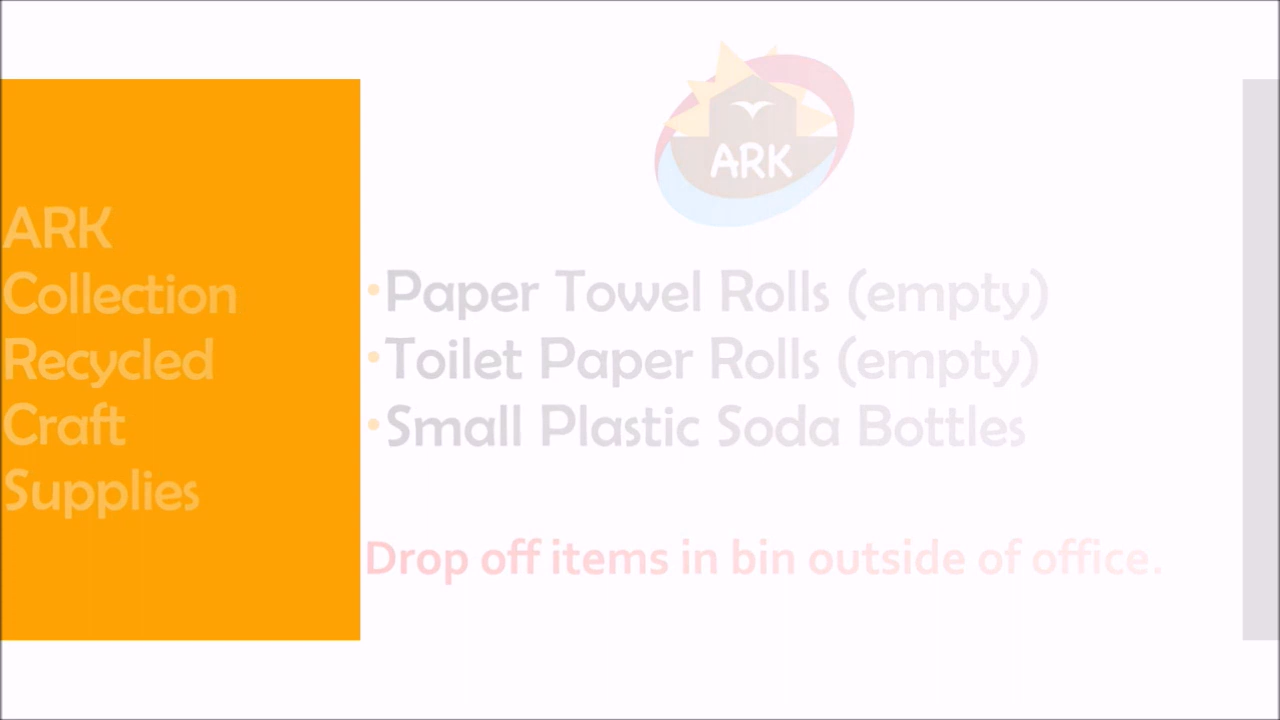 ARK
Collection
Recycled
Craft
Supplies
ARK
•Paper Towel Rolls (empty)
•Toilet Paper Rolls (empty)
•Small Plastic Soda Bottles
Drop off items in bin outside of office.